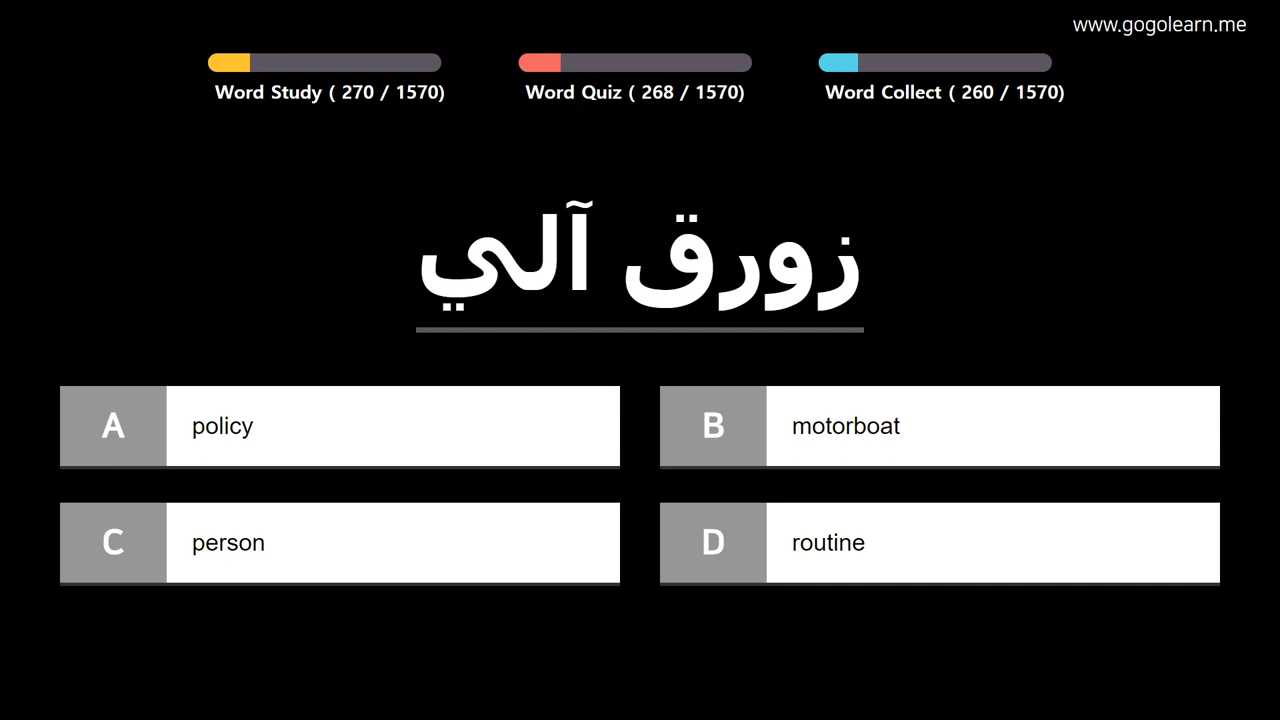 www.gogolearn.me
Word Study ( 270 / 1570)
Word Quiz ( 268 / 1570)
Word Collect ( 260 / 1570)
زورق آلي
A policy
B motorboat
C person
D routine